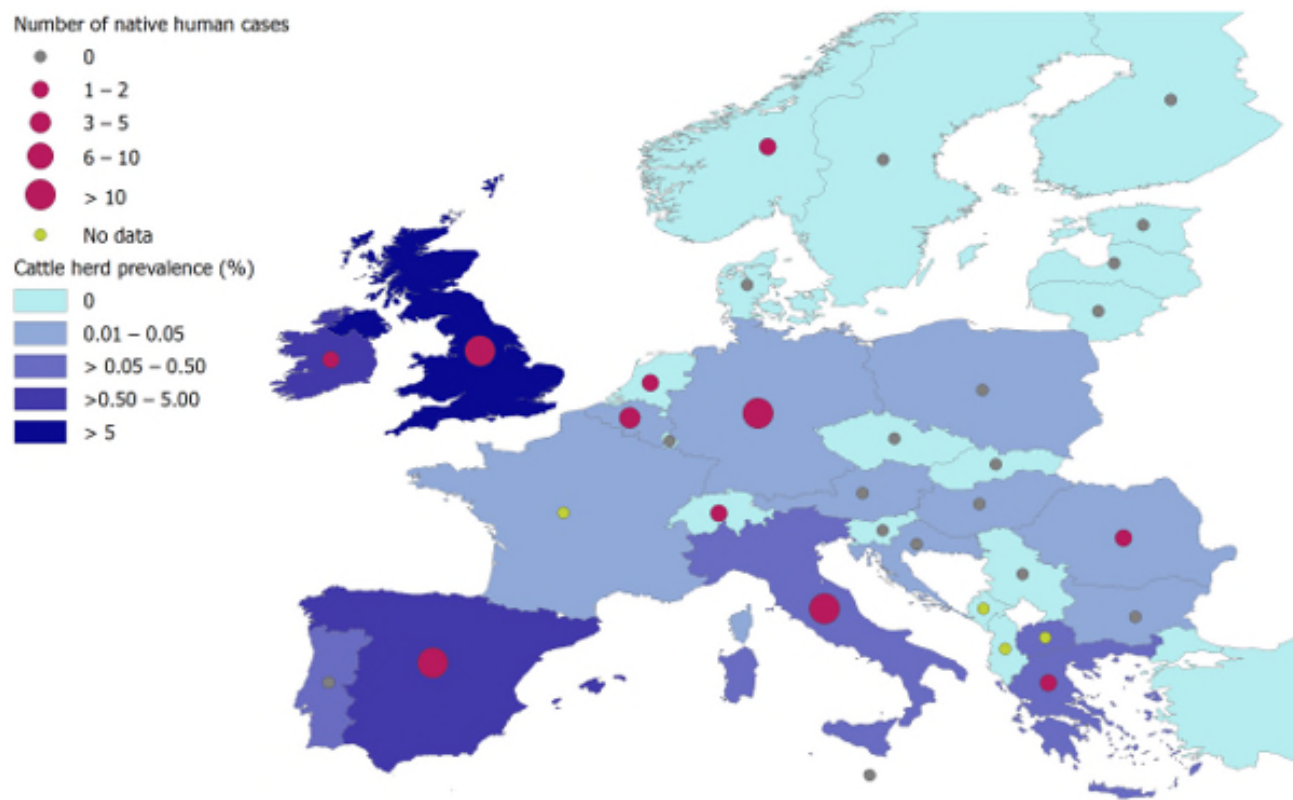 Number of native human cases
0
1 – 2
3 – 5
6 – 10
> 10
No data
Cattle herd prevalence (%)
0
0.01 – 0.05
> 0.05 – 0.50
>0.50 – 5.00
> 5